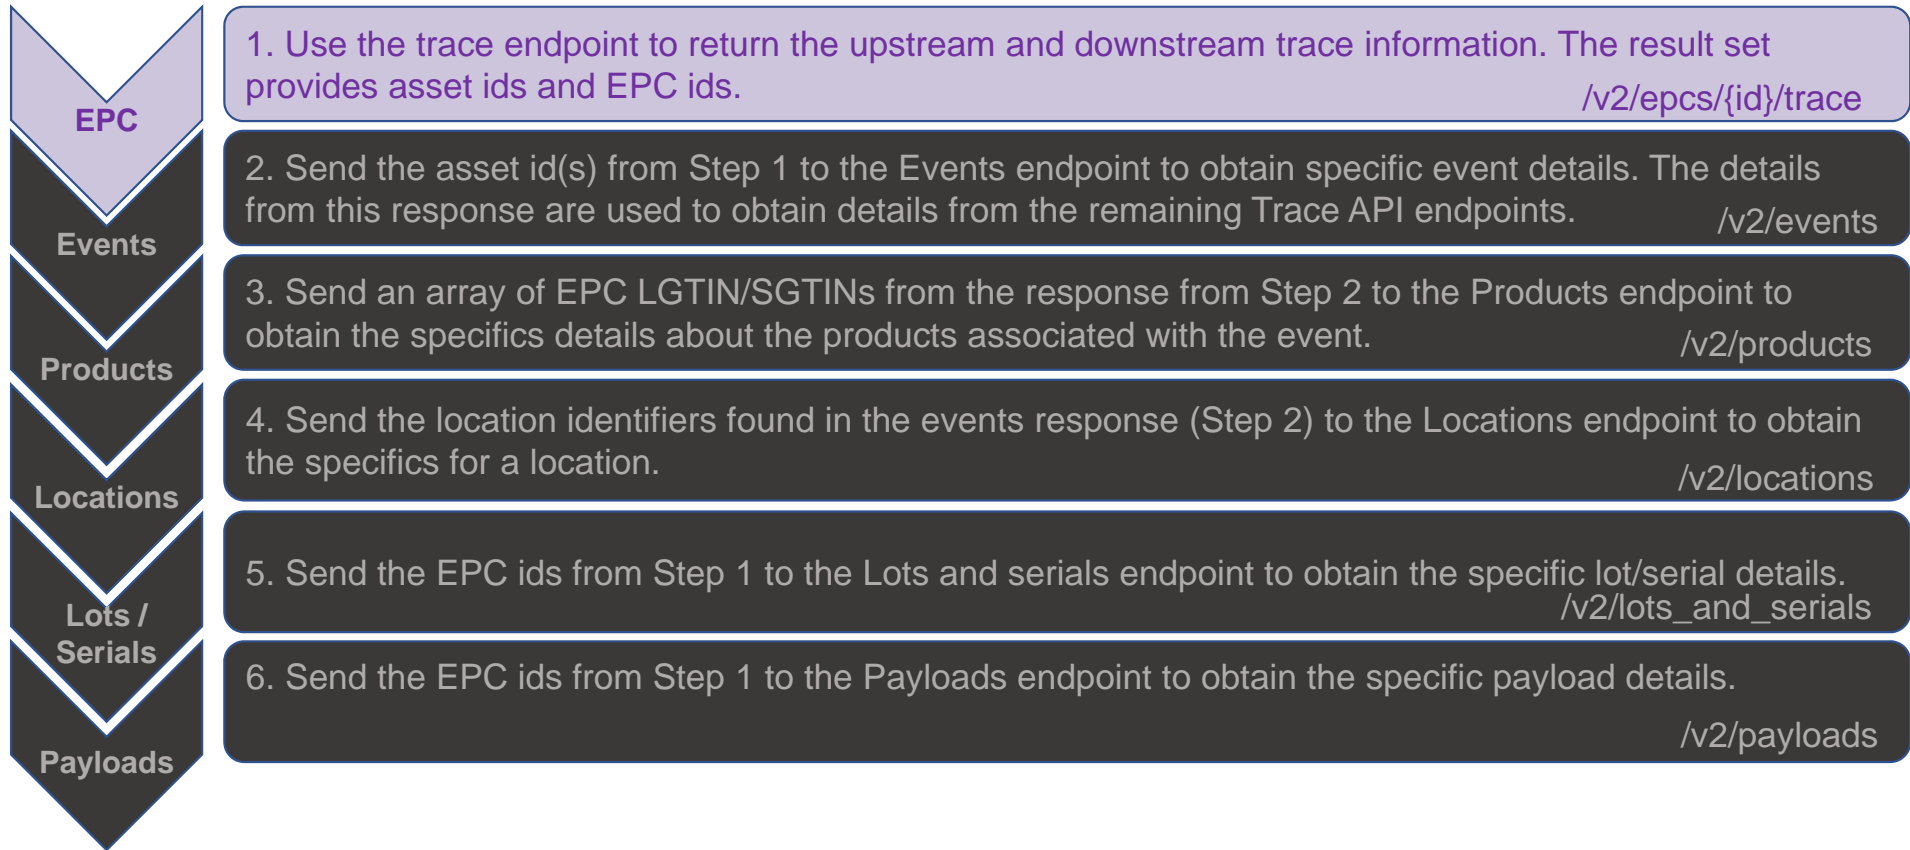 EPC
1. Use the trace endpoint to return the upstream and downstream trace information. The result set
provides asset ids and EPC ids.
/v2/epcs/{id}/trace
Events
2. Send the asset id(s) from Step 1 to the Events endpoint to obtain specific event details. The details
from this response are used to obtain details from the remaining Trace API endpoints.
/v2/events
Products
3. Send an array of EPC LGTIN/SGTINs from the response from Step 2 to the Products endpoint to
obtain the specifics details about the products associated with the event.
/v2/products
Locations
4. Send the location identifiers found in the events response (Step 2) to the Locations endpoint to obtain
the specifics for a location.
/v2/locations
Lots /
Serials
5. Send the EPC ids from Step 1 to the Lots and serials endpoint to obtain the specific lot/serial details.
/v2/lots_and_serials
Payloads
6. Send the EPC ids from Step 1 to the Payloads endpoint to obtain the specific payload details.
/v2/payloads